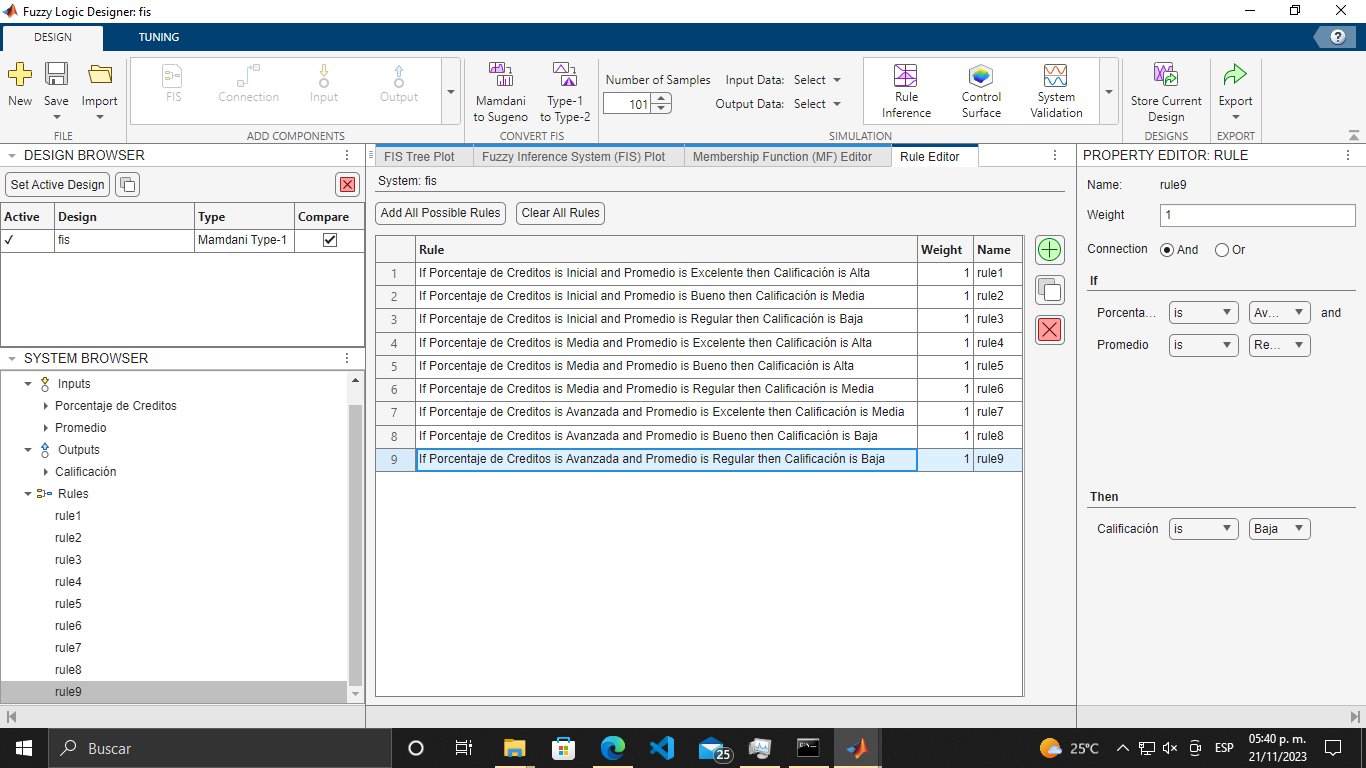 Fuzzy Logic Designer: fis
DESIGN
TUNING
New
Save
Import
FILE
FIS
Connection
Input
Output
ADD COMPONENTS
Mamdani
to Sugeno
Type-1
to Type-2
CONVERT FIS
Number of Samples
101
Input Data: Select
Output Data: Select
Rule
Inference
Control
Surface
System
Validation
SIMULATION
Store Current
Design
DESIGNS
Export
EXPORT
DESIGN BROWSER
Set Active Design
Active Design Type Compare
✓ fis Mamdani Type-1
SYSTEM BROWSER
Inputs
Porcentaje de Creditos
Promedio
Outputs
Calificación
Rules
rule1
rule2
rule3
rule4
rule5
rule6
rule7
rule8
rule9
FIS Tree Plot
Fuzzy Inference System (FIS) Plot
Membership Function (MF) Editor
Rule Editor
System: fis
Add All Possible Rules
Clear All Rules
Rule Weight Name
1 If Porcentaje de Creditos is Inicial and Promedio is Excelente then Calificación is Alta 1 rule1
2 If Porcentaje de Creditos is Inicial and Promedio is Bueno then Calificación is Media 1 rule2
3 If Porcentaje de Creditos is Inicial and Promedio is Regular then Calificación is Baja 1 rule3
4 If Porcentaje de Creditos is Media and Promedio is Excelente then Calificación is Alta 1 rule4
5 If Porcentaje de Creditos is Media and Promedio is Bueno then Calificación is Alta 1 rule5
6 If Porcentaje de Creditos is Media and Promedio is Regular then Calificación is Media 1 rule6
7 If Porcentaje de Creditos is Avanzada and Promedio is Excelente then Calificación is Media 1 rule7
8 If Porcentaje de Creditos is Avanzada and Promedio is Bueno then Calificación is Baja 1 rule8
9 If Porcentaje de Creditos is Avanzada and Promedio is Regular then Calificación is Baja 1 rule9
PROPERTY EDITOR: RULE
Name: rule9
Weight 1
Connection And Or
If
Porcenta... is Av... and
Promedio is Re...
Then
Calificación is Baja
Buscar
25
25°C
ESP
05:40 p. m.
21/11/2023